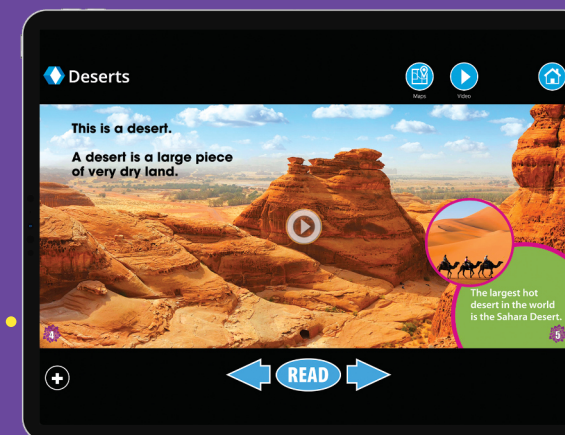 Deserts
Maps
Video
This is a desert.
A desert is a large piece
of very dry land.
The largest hot
desert in the world
is the Sahara Desert.
4
5
READ